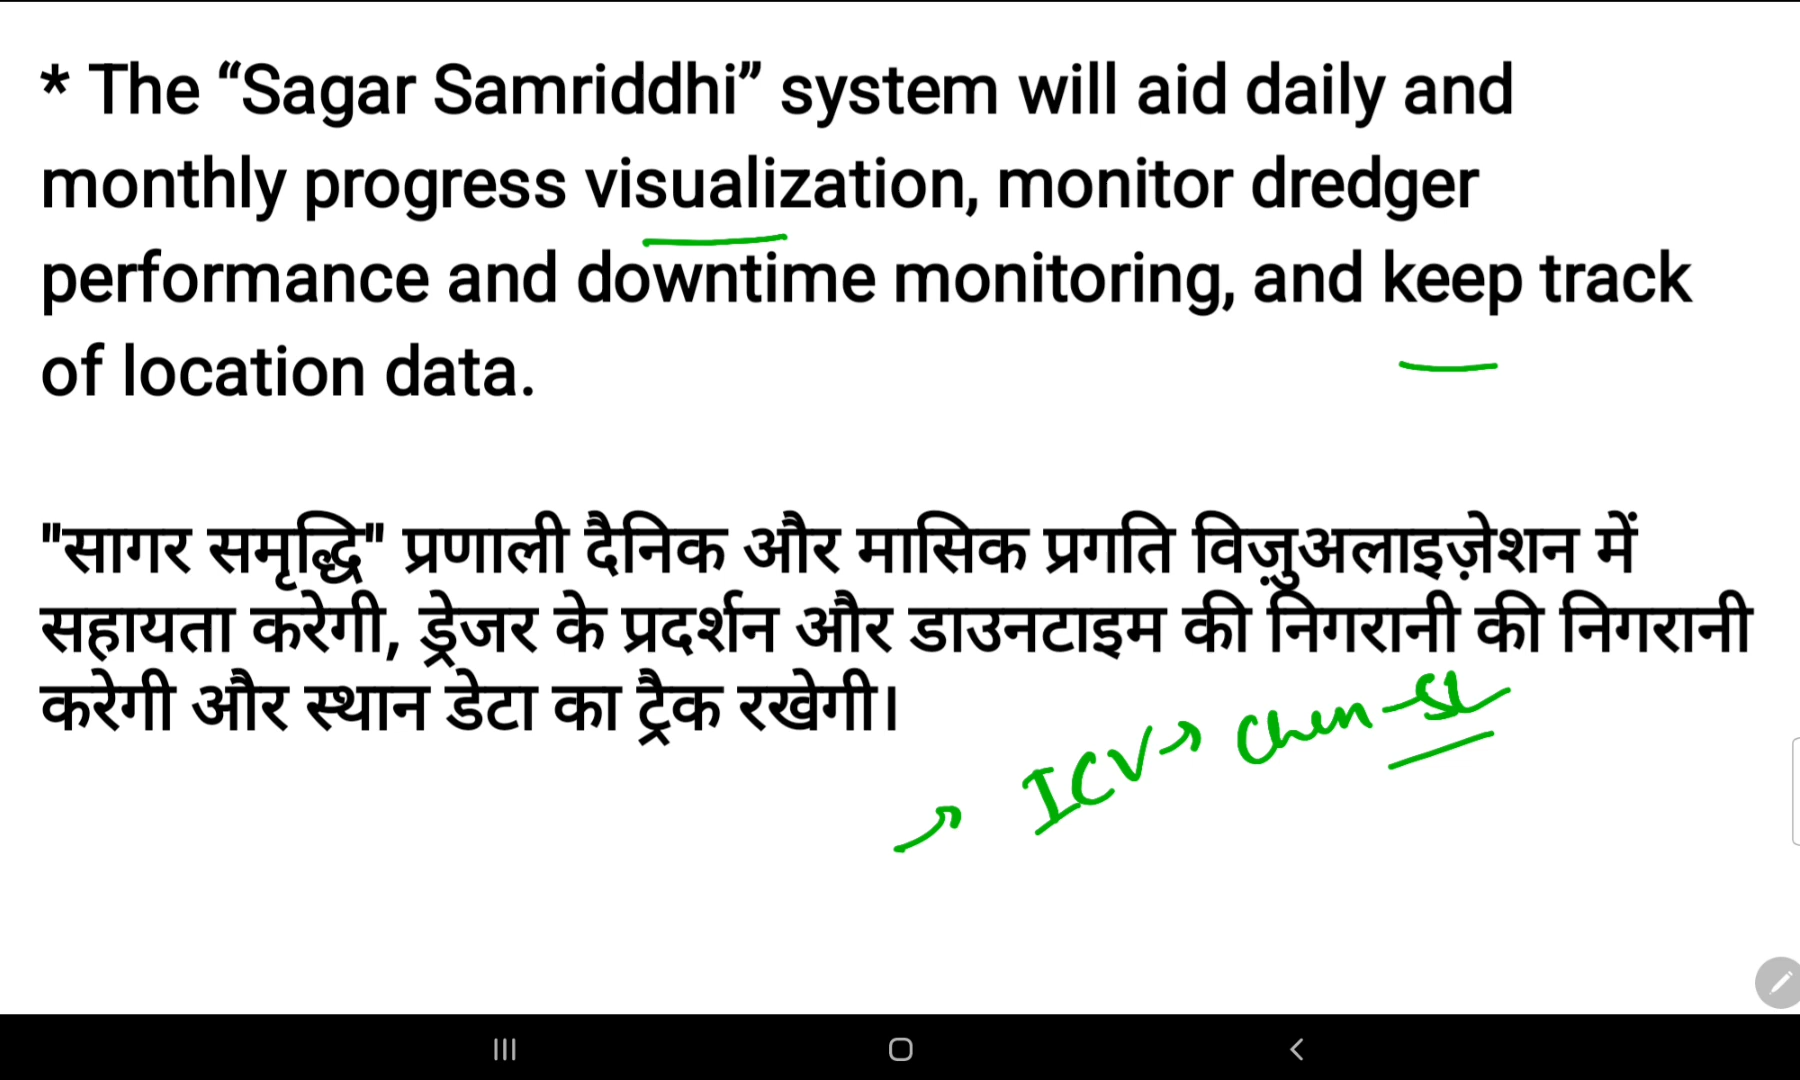 * The “Sagar Samriddhi” system will aid daily and
monthly progress visualization, monitor dredger
performance and downtime monitoring, and keep track
of location data.
"सागर समृद्धि" प्रणाली दैनिक और मासिक प्रगति विज़ुअलाइज़ेशन में
सहायता करेगी, ड्रेजर के प्रदर्शन और डाउनटाइम की निगरानी की निगरानी
करेगी और स्थान डेटा का ट्रैक रखेगी।
→ ICV →